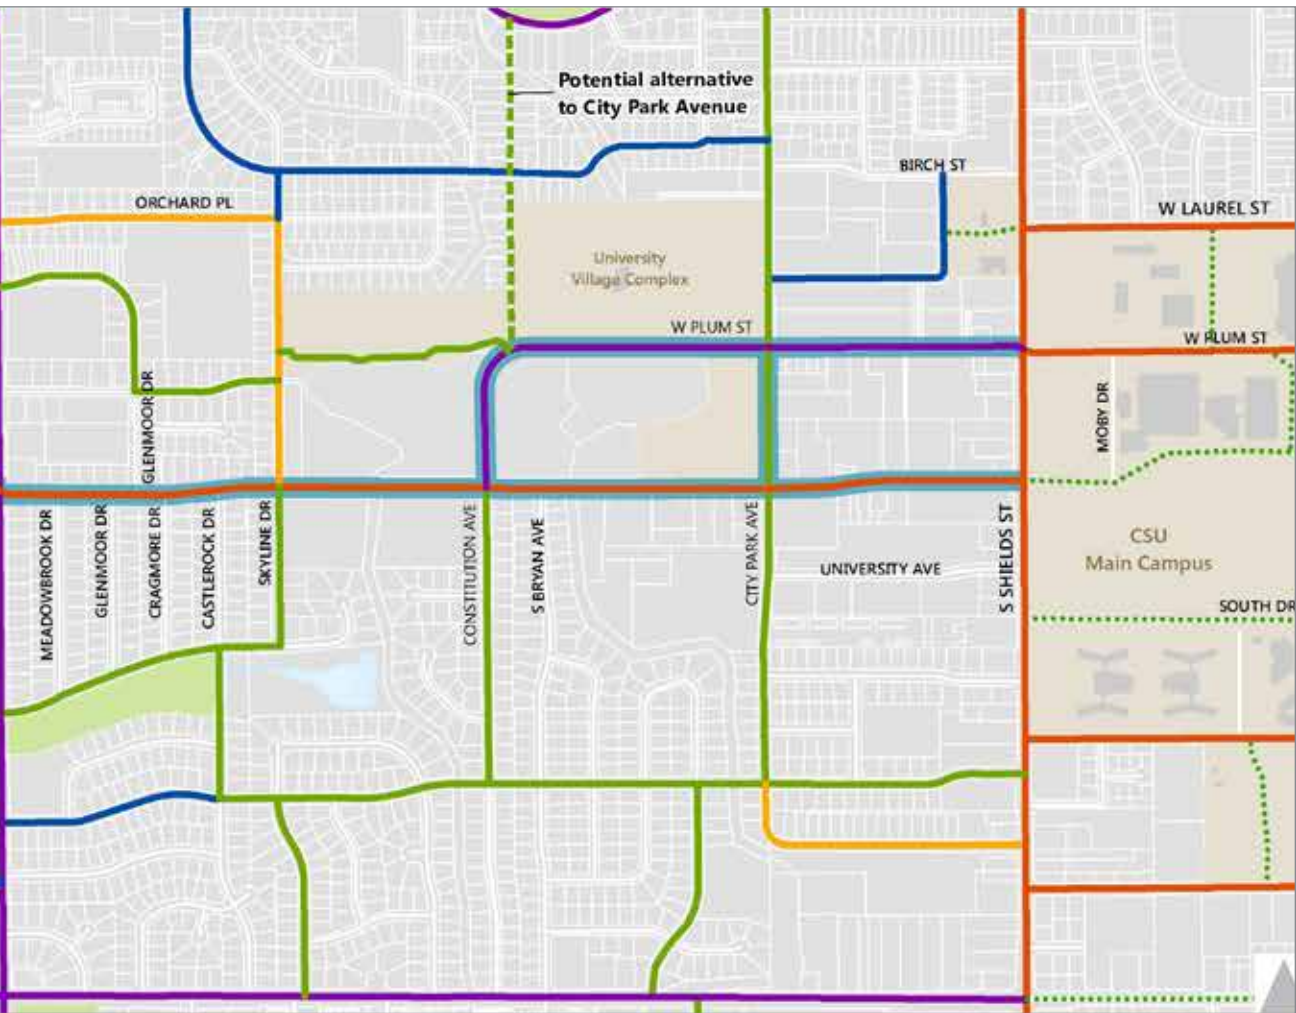 Potential alternative
to City Park Avenue
BIRCH ST
ORCHARD PL
W LAUREL ST
University
Village Complex
W PLUM ST
W PLUM ST
GLENMOOR DR
MOBY DR
MEADOWBROOK DR
GLENMOOR DR
CRAGMORE DR
CASTLEROCK DR
SKYLINE DR
CONSTITUTION AVE
S BRYAN AVE
CITY PARK AVE
UNIVERSITY AVE
S SHIELDS ST
CSU
Main Campus
SOUTH DR